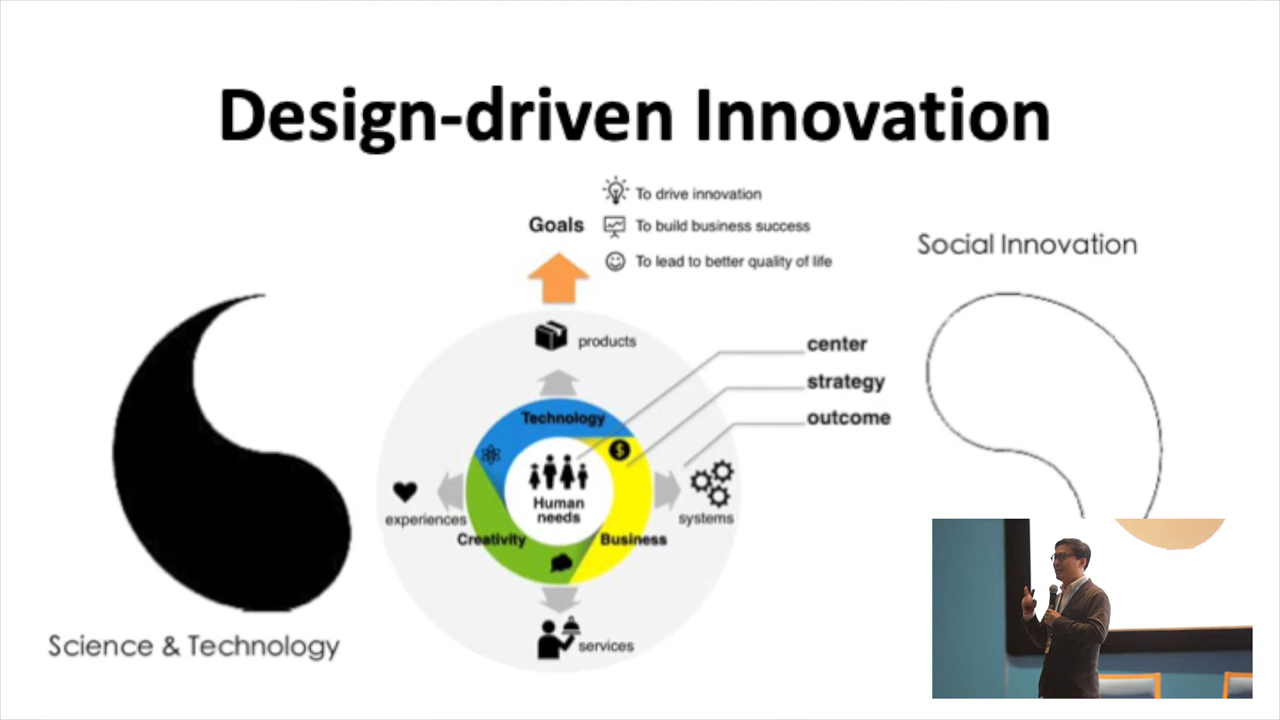 Design-driven Innovation
Goals
To drive innovation
To build business success
To lead to better quality of life
Social Innovation
products
center
strategy
outcome
Technology
$
Human
needs
experiences
systems
Creativity
Business
services
Science & Technology